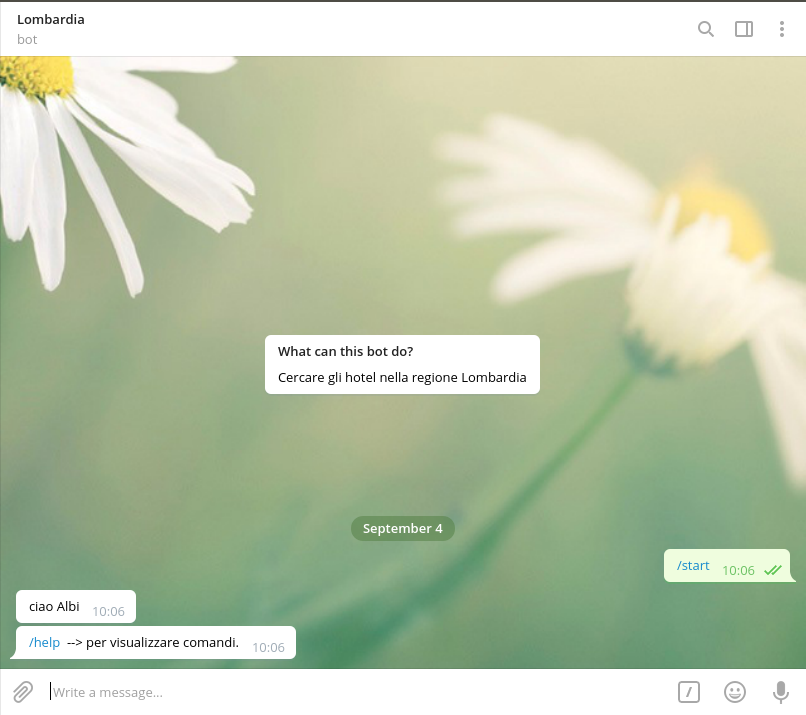 Lombardia
bot
What can this bot do?
Cercare gli hotel nella regione Lombardia
September 4
/start 10:06
ciao Albi 10:06
/help --> per visualizzare comandi. 10:06
Write a message...